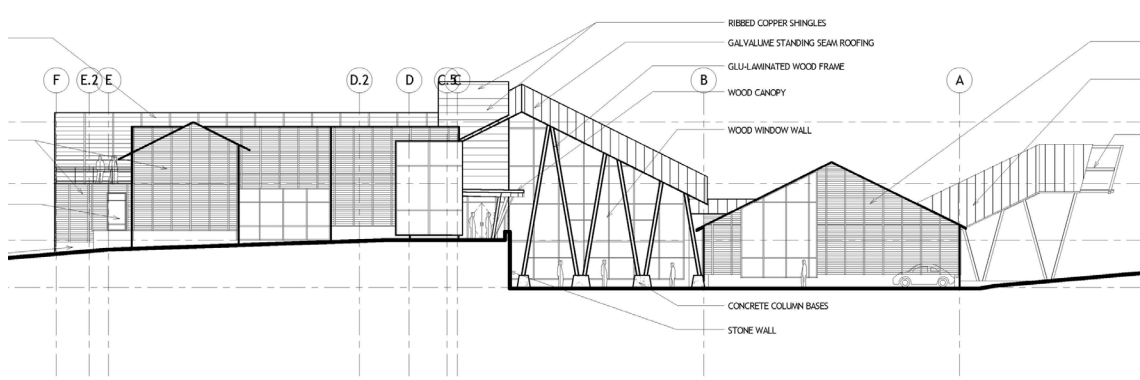 RIBBED COPPER SHINGLES
GALVALUME STANDING SEAM ROOFING
GLU-LAMINATED WOOD FRAME
WOOD CANOPY
WOOD WINDOW WALL
F
E.2
E
D.2
D
C.5
C
B
A
CONCRETE COLUMN BASES
STONE WALL